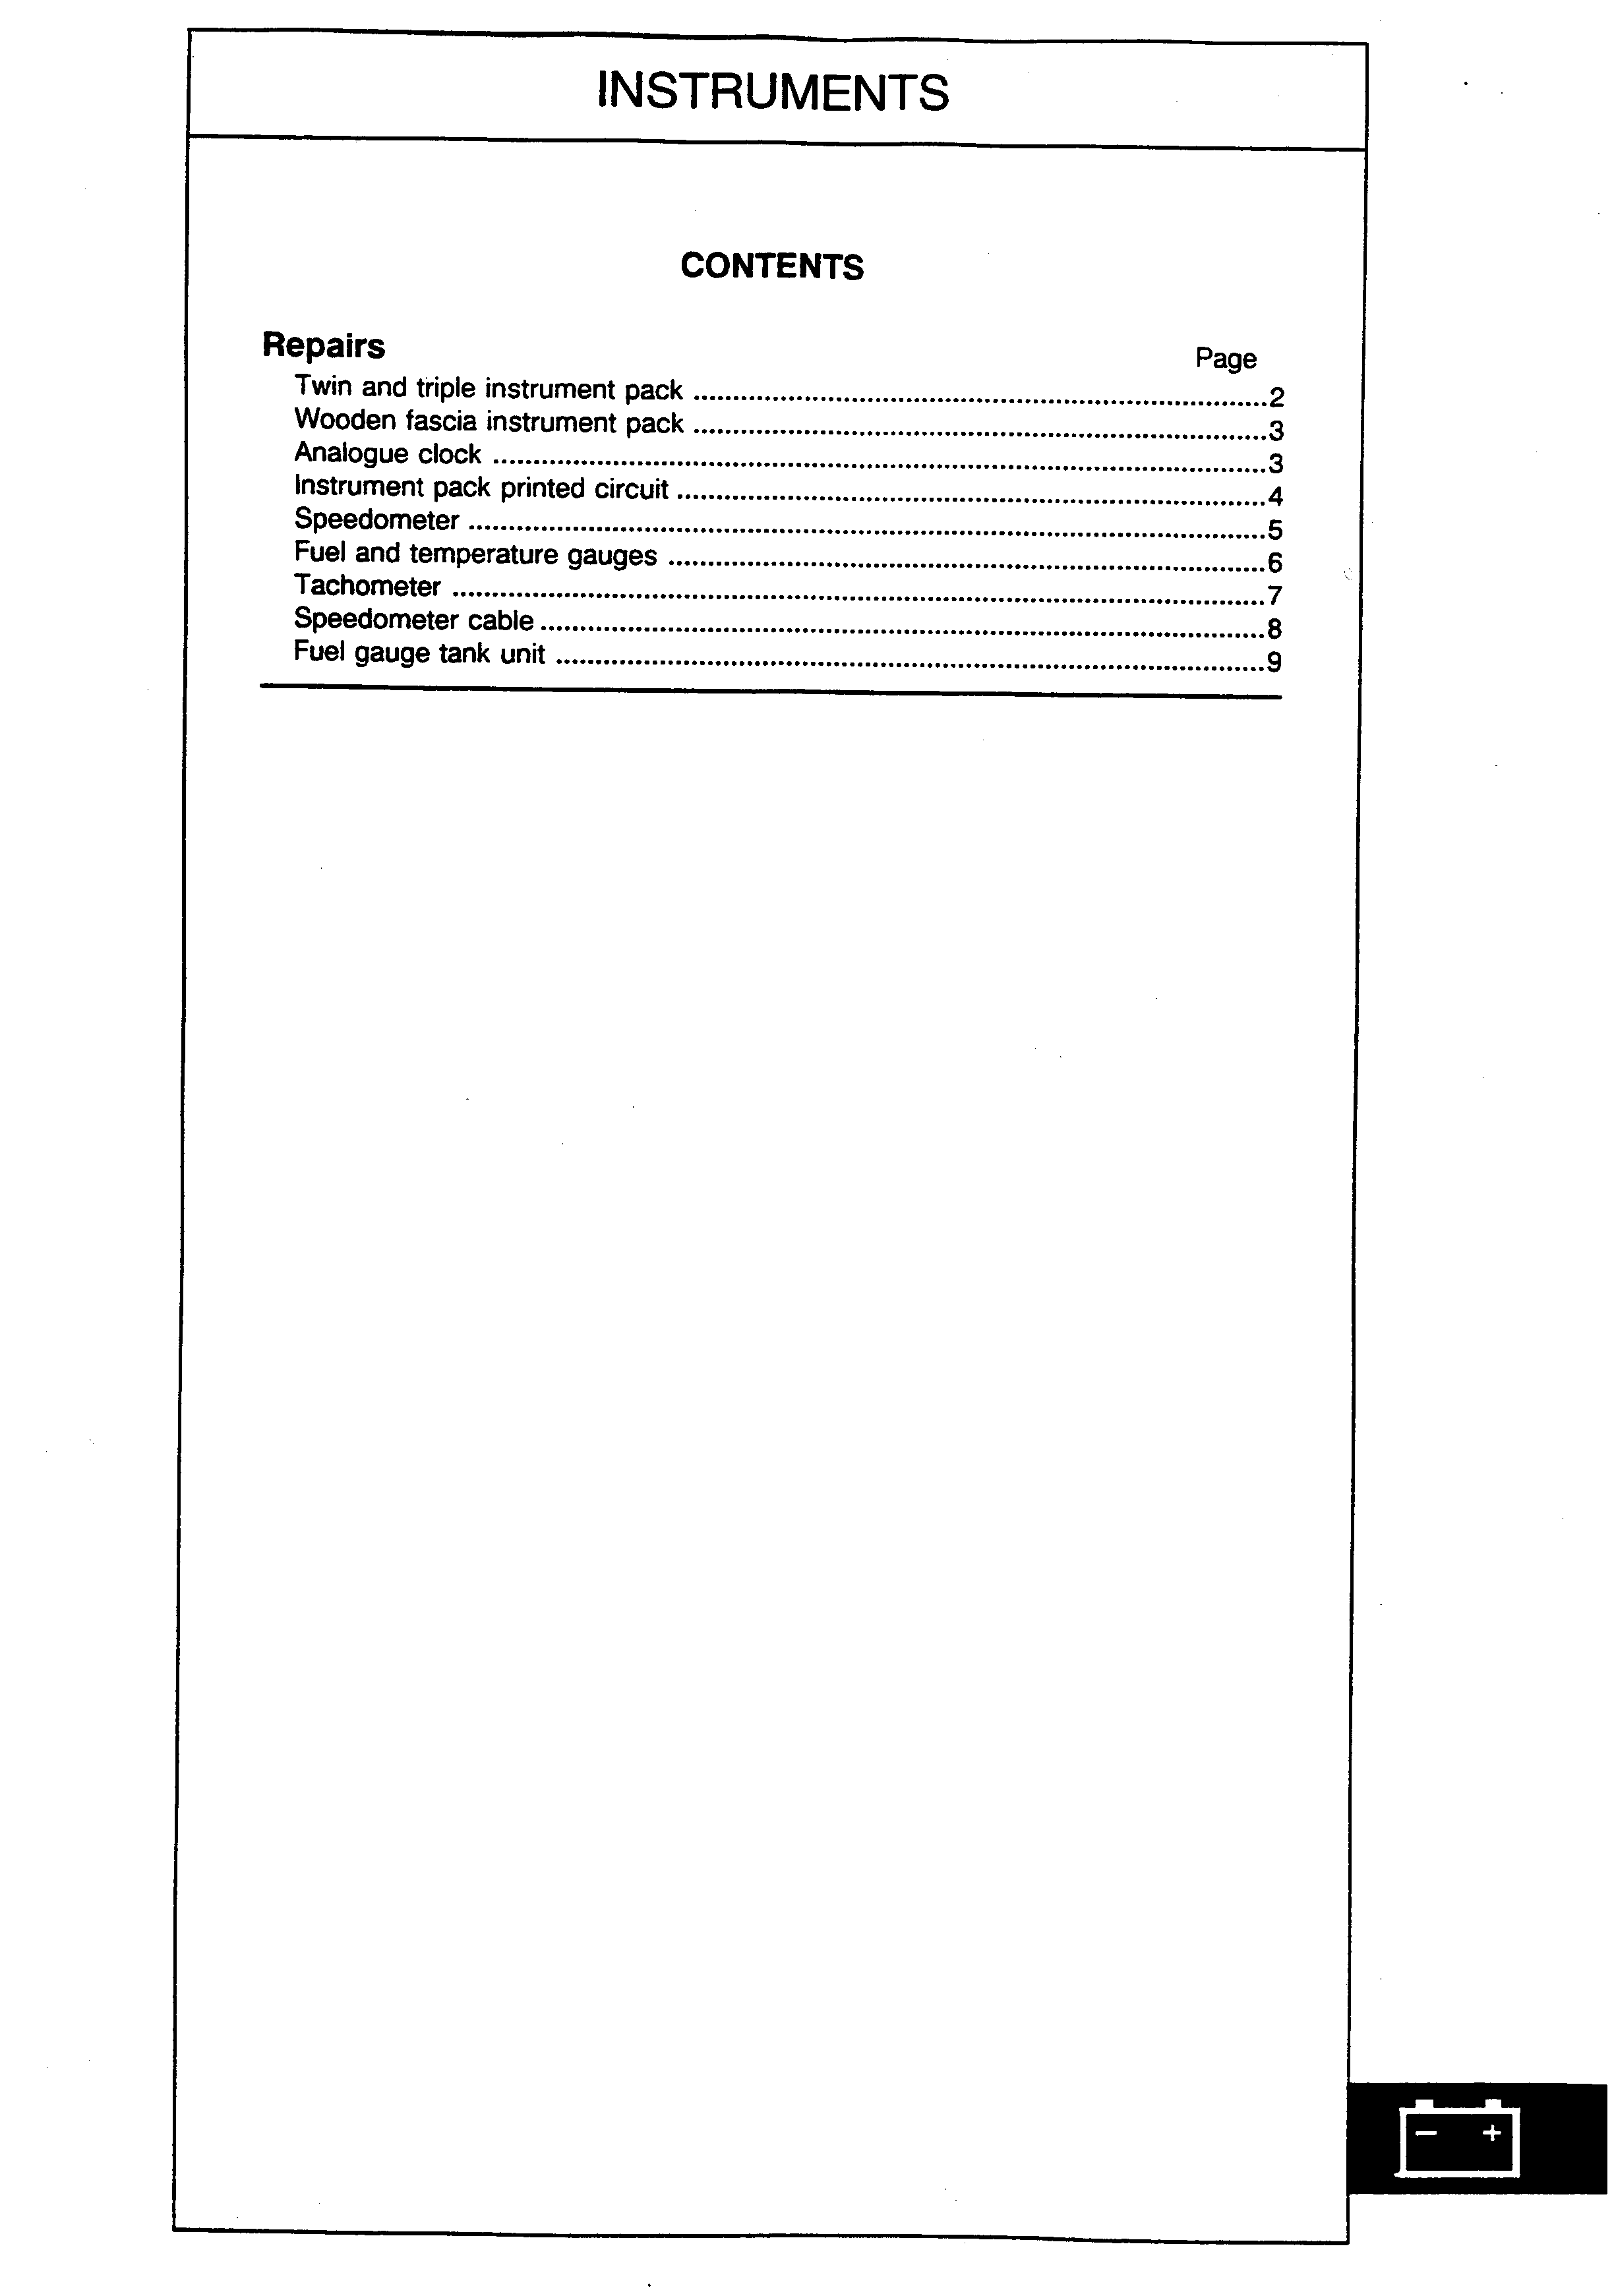 INSTRUMENTS
CONTENTS
Repairs
Page
Twin and triple instrument pack ........................................................................2
Wooden fascia instrument pack ........................................................................3
Analogue clock .................................................................................................3
Instrument pack printed circuit ..........................................................................4
Speedometer ....................................................................................................5
Fuel and temperature gauges ...........................................................................6
Tachometer ......................................................................................................7
Speedometer cable ...........................................................................................8
Fuel gauge tank unit .........................................................................................9
− +